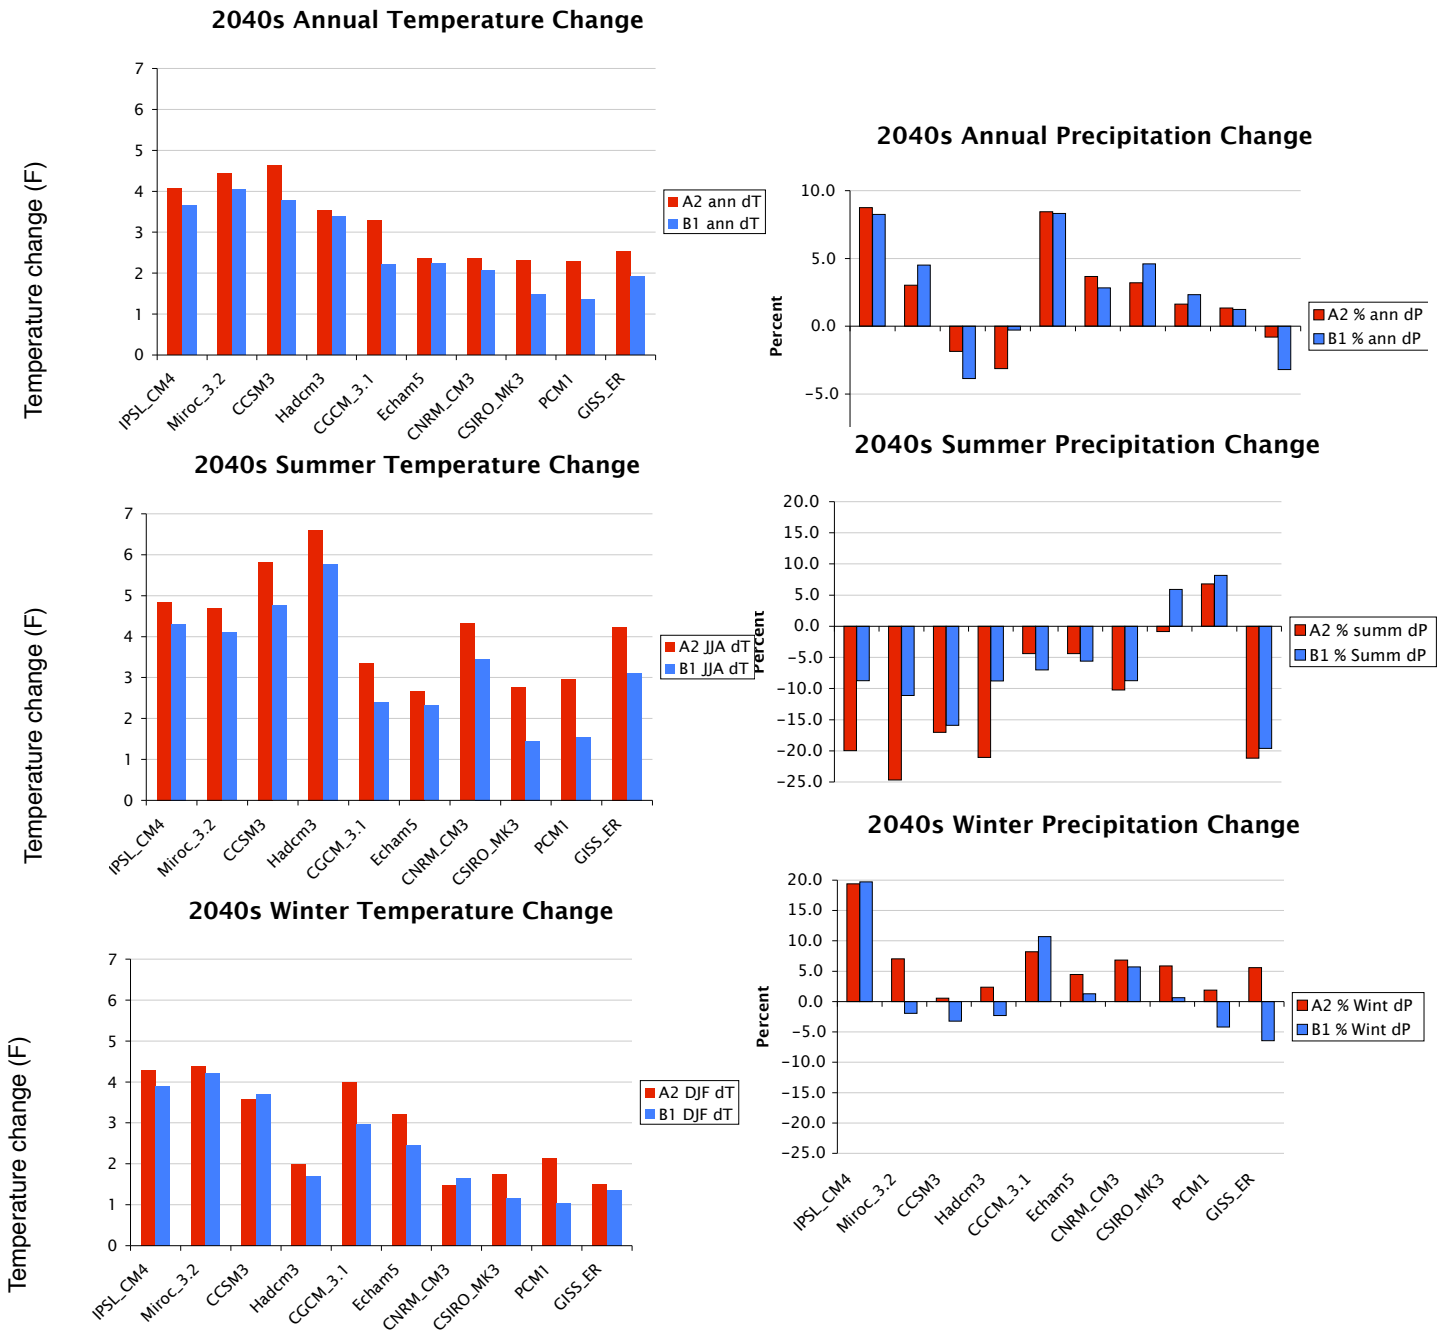 2040s Annual Temperature Change
Temperature change (F)
7
6
5
4
3
2
1
0
IPSL_CM4
Miroc_3.2
CCSM3
Hadcm3
CGCM_3.1
Echam5
CNRM_CM3
CSIRO_MK3
PCM1
GISS_ER
A2 ann dT
B1 ann dT
2040s Annual Precipitation Change
Percent
10.0
5.0
0.0
−5.0
A2 % ann dP
B1 % ann dP
2040s Summer Temperature Change
Temperature change (F)
7
6
5
4
3
2
1
0
IPSL_CM4
Miroc_3.2
CCSM3
Hadcm3
CGCM_3.1
Echam5
CNRM_CM3
CSIRO_MK3
PCM1
GISS_ER
A2 JJA dT
B1 JJA dT
2040s Summer Precipitation Change
Percent
20.0
15.0
10.0
5.0
0.0
−5.0
−10.0
−15.0
−20.0
−25.0
A2 % summ dP
B1 % Summ dP
2040s Winter Temperature Change
Temperature change (F)
7
6
5
4
3
2
1
0
IPSL_CM4
Miroc_3.2
CCSM3
Hadcm3
CGCM_3.1
Echam5
CNRM_CM3
CSIRO_MK3
PCM1
GISS_ER
A2 DJF dT
B1 DJF dT
2040s Winter Precipitation Change
Percent
20.0
15.0
10.0
5.0
0.0
−5.0
−10.0
−15.0
−20.0
−25.0
IPSL_CM4
Miroc_3.2
CCSM3
Hadcm3
CGCM_3.1
Echam5
CNRM_CM3
CSIRO_MK3
PCM1
GISS_ER
A2 % Wint dP
B1 % Wint dP